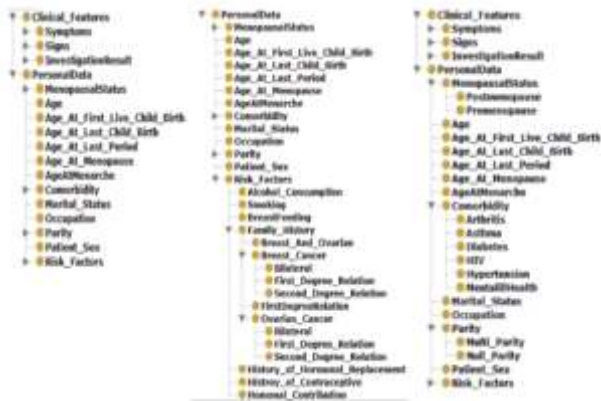 Clinical_Features
Symptoms
Signs
InvestigationResult
PersonalData
MenopausalStatus
Age
Age_At_First_Live_Child_Birth
Age_At_Last_Child_Birth
Age_At_Last_Period
Age_At_Menopause
AgeAtMenarche
Comorbidity
Marital_Status
Occupation
Parity
Patient_Sex
Risk_Factors
PersonalData
MenopausalStatus
Age
Age_At_First_Live_Child_Birth
Age_At_Last_Child_Birth
Age_At_Last_Period
Age_At_Menopause
AgeAtMenarche
Comorbidity
Marital_Status
Occupation
Parity
Patient_Sex
Risk_Factors
Alcohol_Consumption
Smoking
BreastFeeding
Family_History
Breast_And_Ovarian
Breast_Cancer
Bilateral
First_Degree_Relation
Second_Degree_Relation
FirstDegreeRelation
Ovarian_Cancer
Bilateral
First_Degree_Relation
Second_Degree_Relation
History_of_Hormonal_Replacement
History_of_Contraceptive
Clinical_Features
Symptoms
Signs
InvestigationResult
PersonalData
MenopausalStatus
Postmenopause
Premenopause
Age
Age_At_First_Live_Child_Birth
Age_At_Last_Child_Birth
Age_At_Last_Period
Age_At_Menopause
AgeAtMenarche
Comorbidity
Arthritis
Asthma
Diabetes
HIV
Hypertension
MentalIllHealth
Marital_Status
Occupation
Parity
Multi_Parity
Null_Parity
Patient_Sex
Risk_Factors